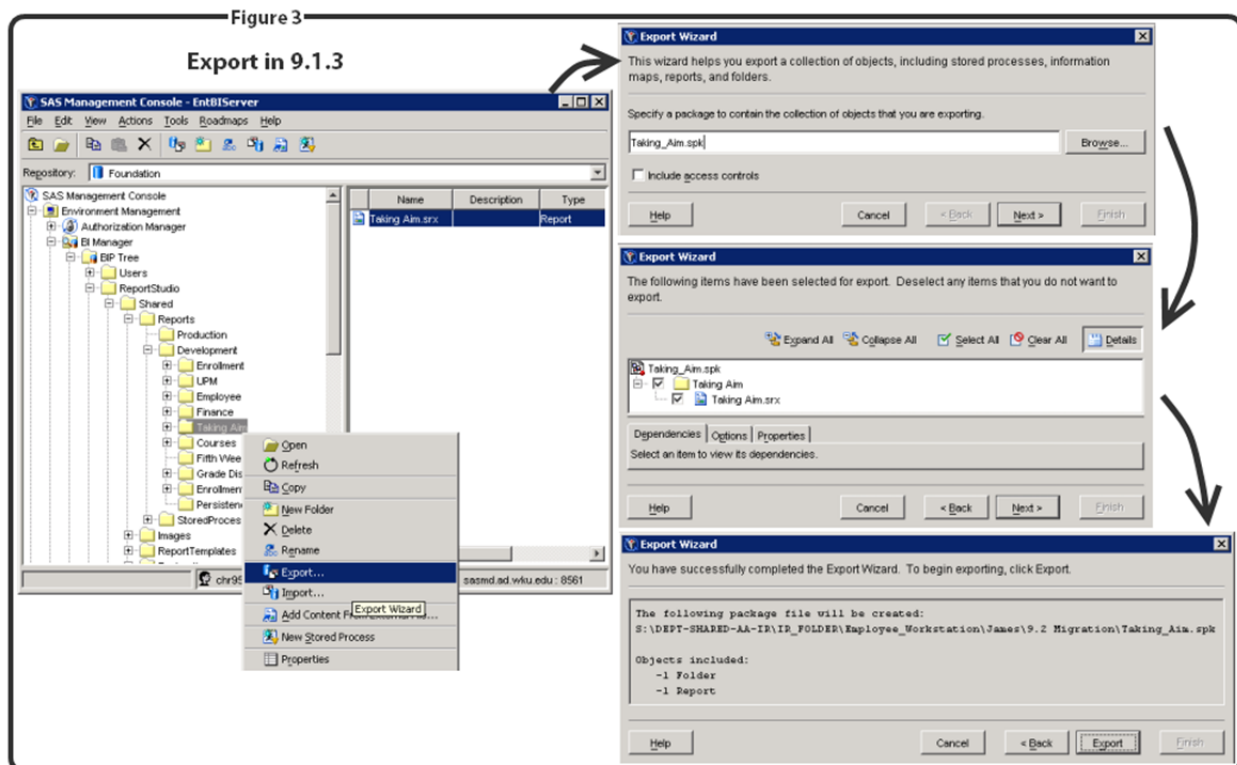 Figure 3
Export in 9.1.3
SAS Management Console - EntBIServer
File Edit View Actions Tools Roadmaps Help
Repository: Foundation
SAS Management Console
Environment Management
Authorization Manager
BI Manager
BIP Tree
Users
ReportStudio
Shared
Reports
Production
Development
Enrollment
UPM
Employee
Finance
Taking Aim
Courses
Fifth Wee
Grade Dis
Enrollmen
Persistenc
StoredProces
Images
ReportTemplates
Name Description Type
Taking Aim.srx Report
Open
Refresh
Copy
New Folder
Delete
Rename
Export...
Import...
Export Wizard
Add Content
New Stored Process
Properties
chr95
sasmd.ad.wku.edu : 8561
Export Wizard
This wizard helps you export a collection of objects, including stored processes, information
maps, reports, and folders.
Specify a package to contain the collection of objects that you are exporting.
Taking_Aim.spk
Browse...
Include access controls
Help Cancel < Back Next > Finish
Export Wizard
The following items have been selected for export. Deselect any items that you do not want to
export.
Expand All Collapse All Select All Clear All Details
Taking_Aim.spk
Taking Aim
Taking Aim.srx
Dependencies Options Properties
Select an item to view its dependencies.
Help Cancel < Back Next > Finish
Export Wizard
You have successfully completed the Export Wizard. To begin exporting, click Export.
The following package file will be created:
S:\DEPT-SHARED-AA-IR\IR_FOLDER\Employee_Workstation\James\9.2 Migration\Taking_Aim.spk
Objects included:
-1 Folder
-1 Report
Help Cancel < Back Export Finish